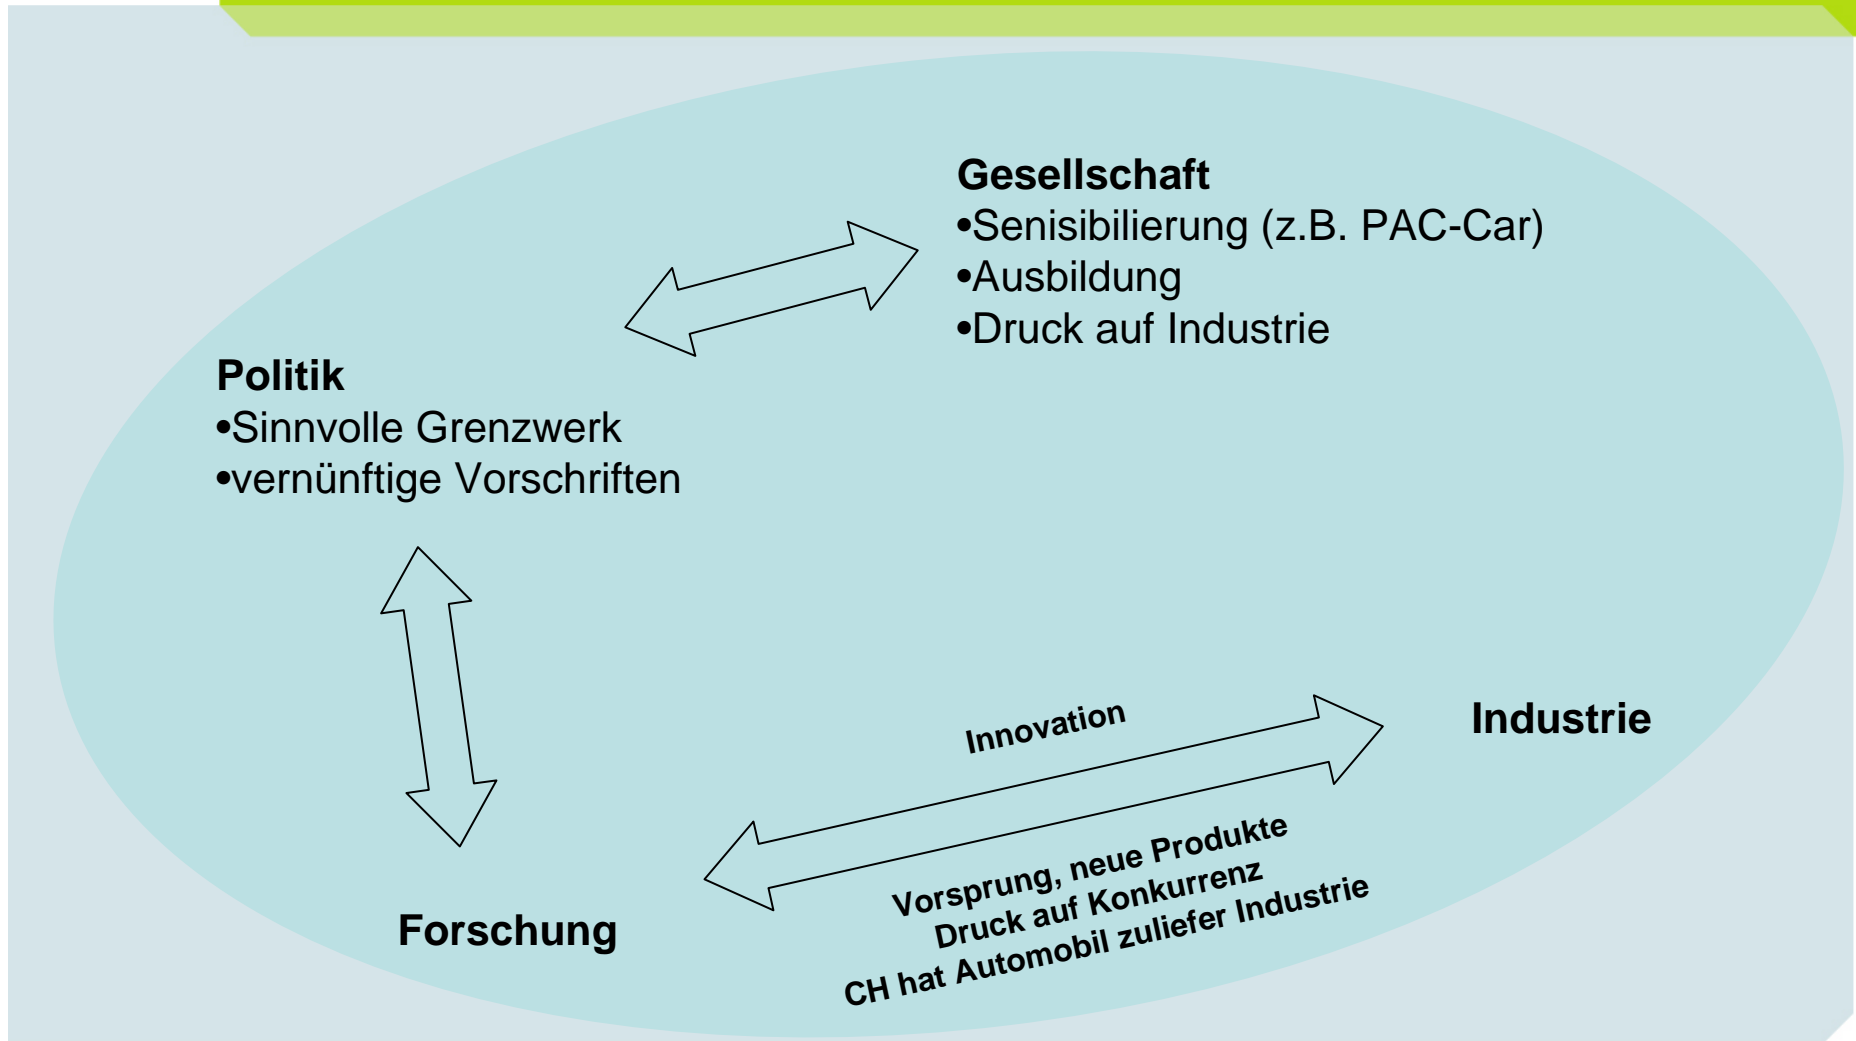 Gesellschaft
•Senisibilierung (z.B. PAC-Car)
•Ausbildung
•Druck auf Industrie
Politik
•Sinnvolle Grenzwerk
•vernünftige Vorschriften
Innovation
Industrie
Vorsprung, neue Produkte
Druck auf Konkurrenz
CH hat Automobil zuliefer Industrie
Forschung